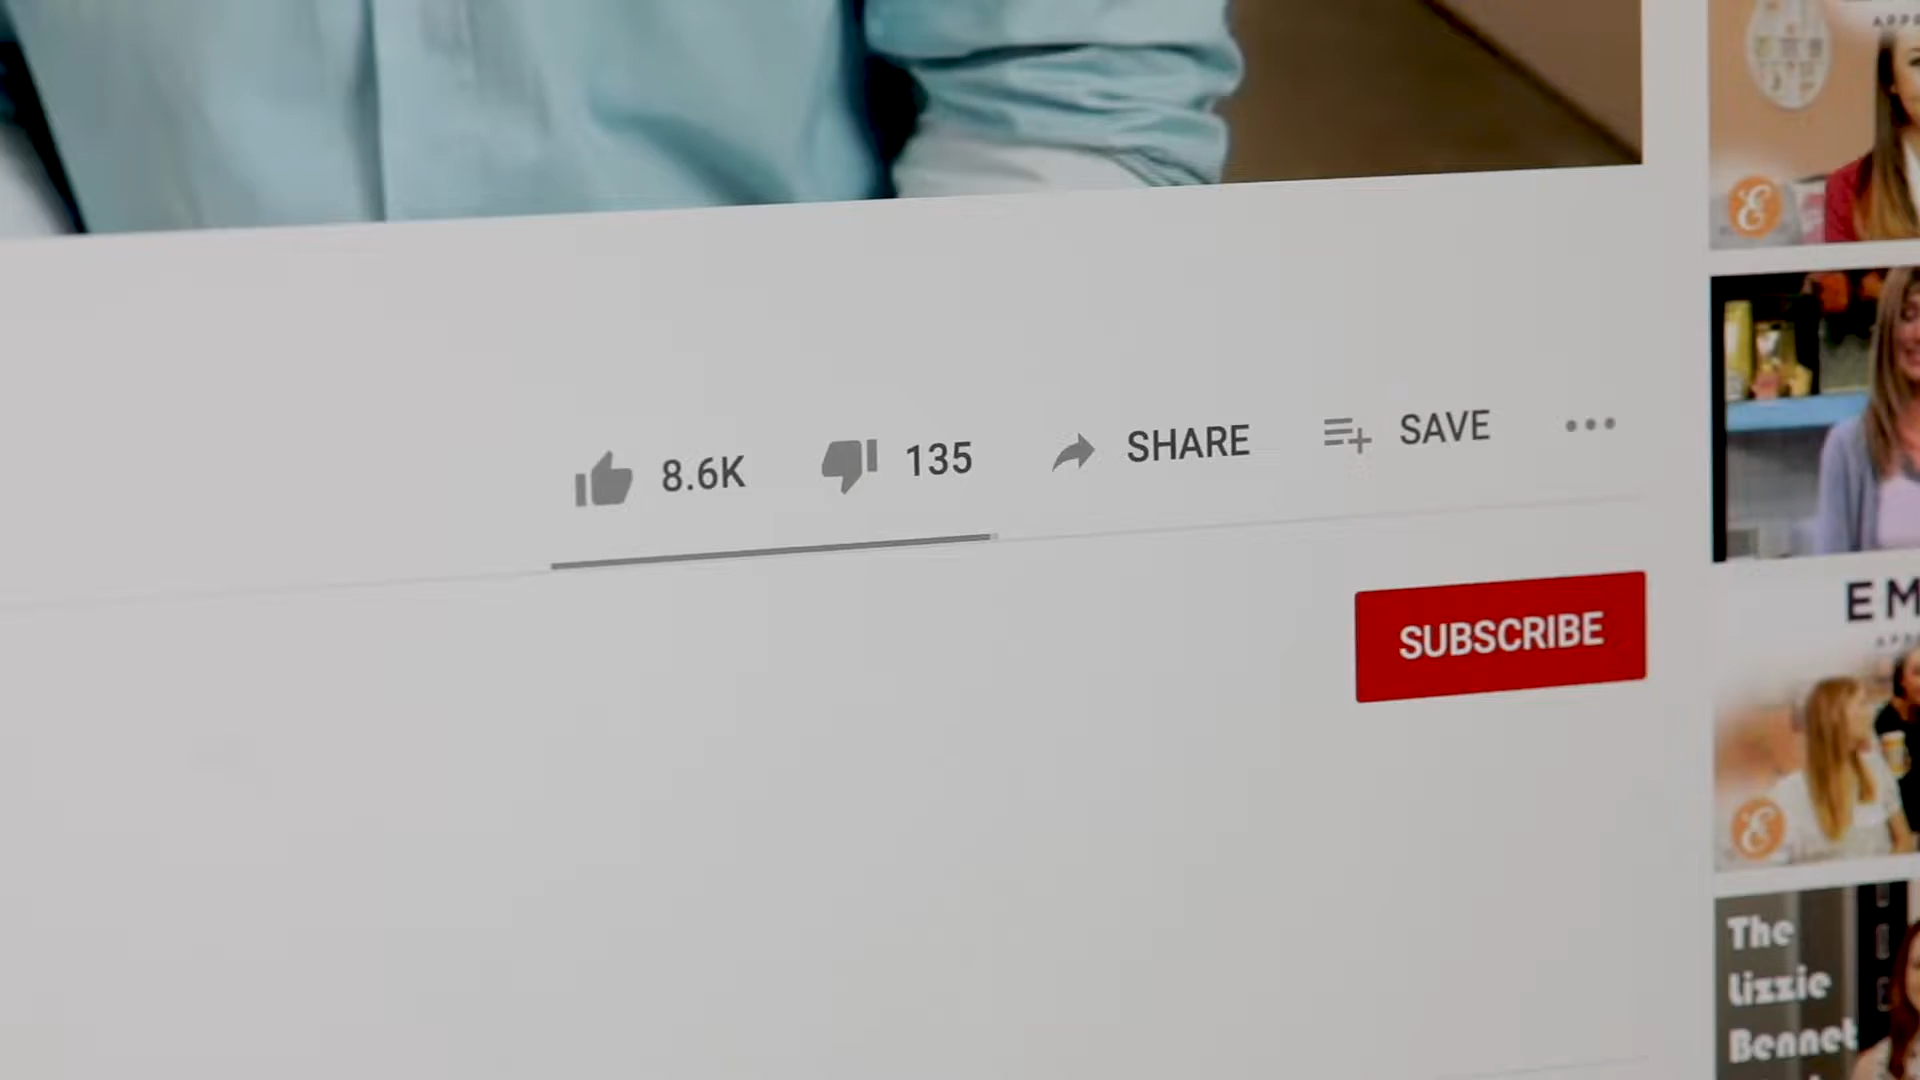 8.6K
135
SHARE
SAVE
SUBSCRIBE
EM
The
Lizzie
Bennet